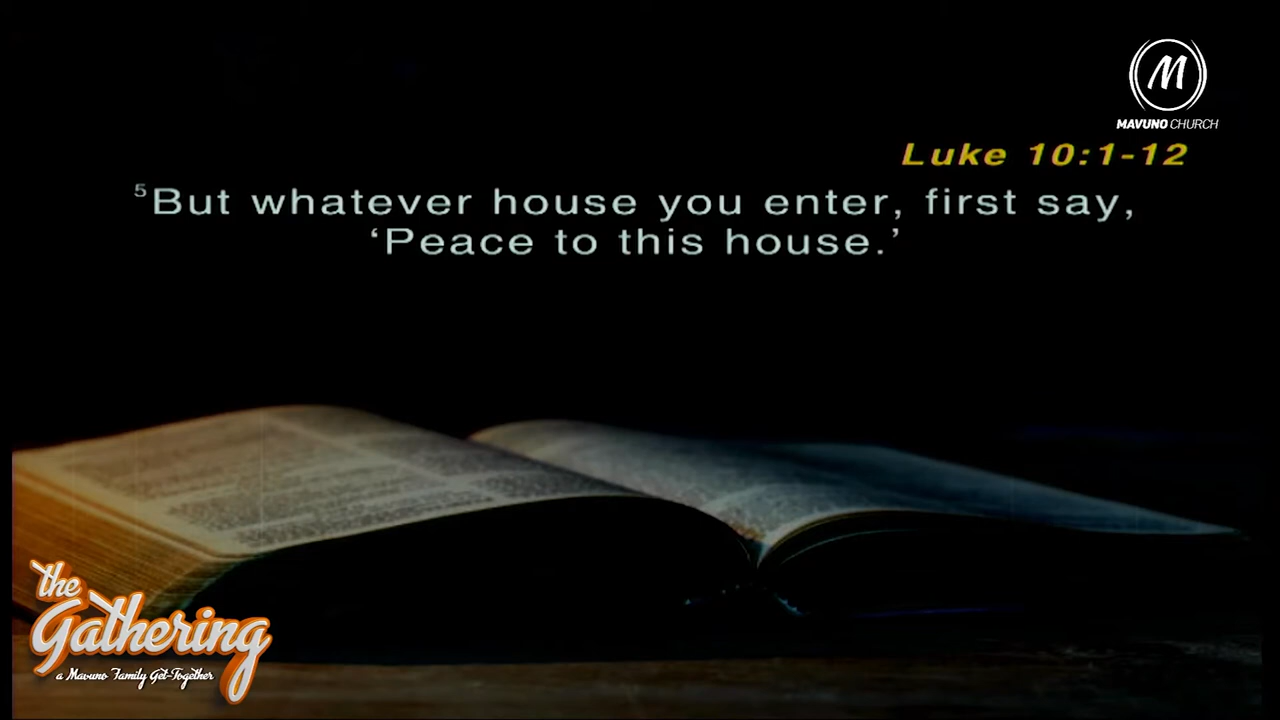 M
MAVUNO CHURCH
Luke 10:1-12
⁵But whatever house you enter, first say,
‘Peace to this house.’
the
Gathering
a Mavuno Family Get-Together